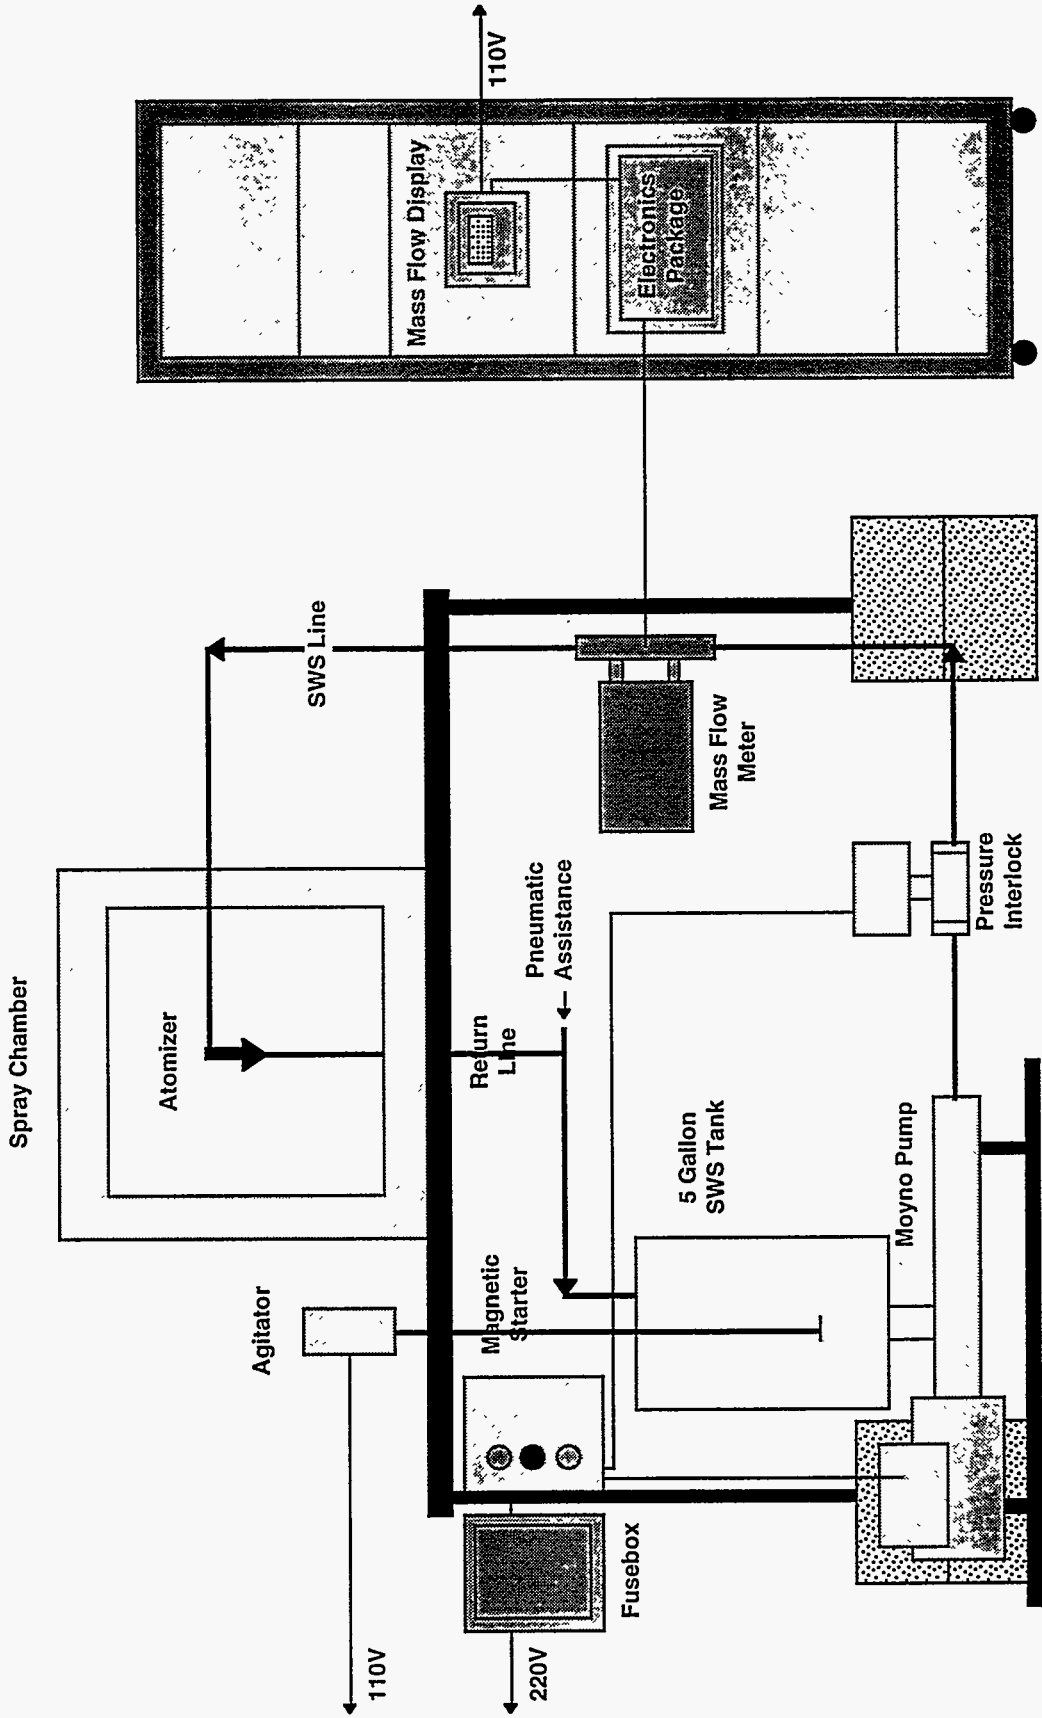 Spray Chamber
Atomizer
Agitator
110V
SWS Line
Return
Line
Pneumatic
Assistance
Magnetic
Starter
Fusebox
220V
5 Gallon
SWS Tank
Moyno Pump
Pressure
Interlock
Mass Flow
Meter
Mass Flow Display
Electronics
Package
110V